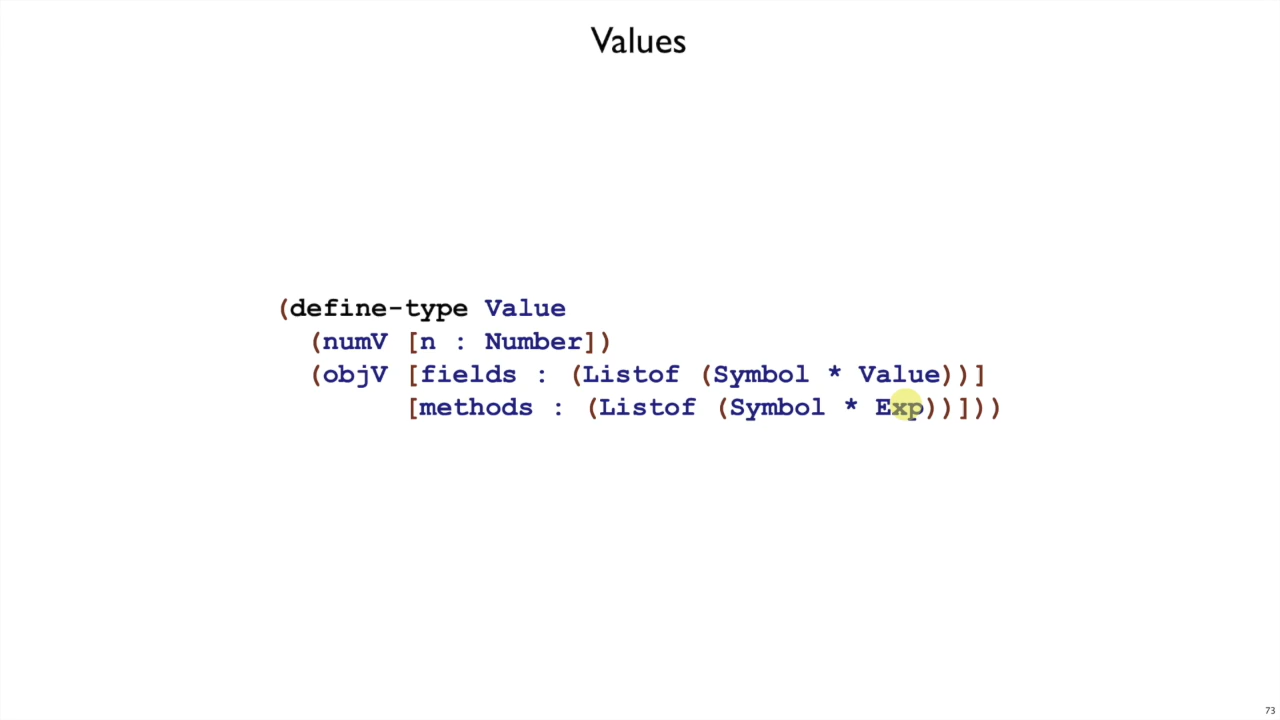 Values
(define-type Value
(numV [n : Number])
(objV [fields : (Listof (Symbol * Value))]
[methods : (Listof (Symbol * Exp))]))
73